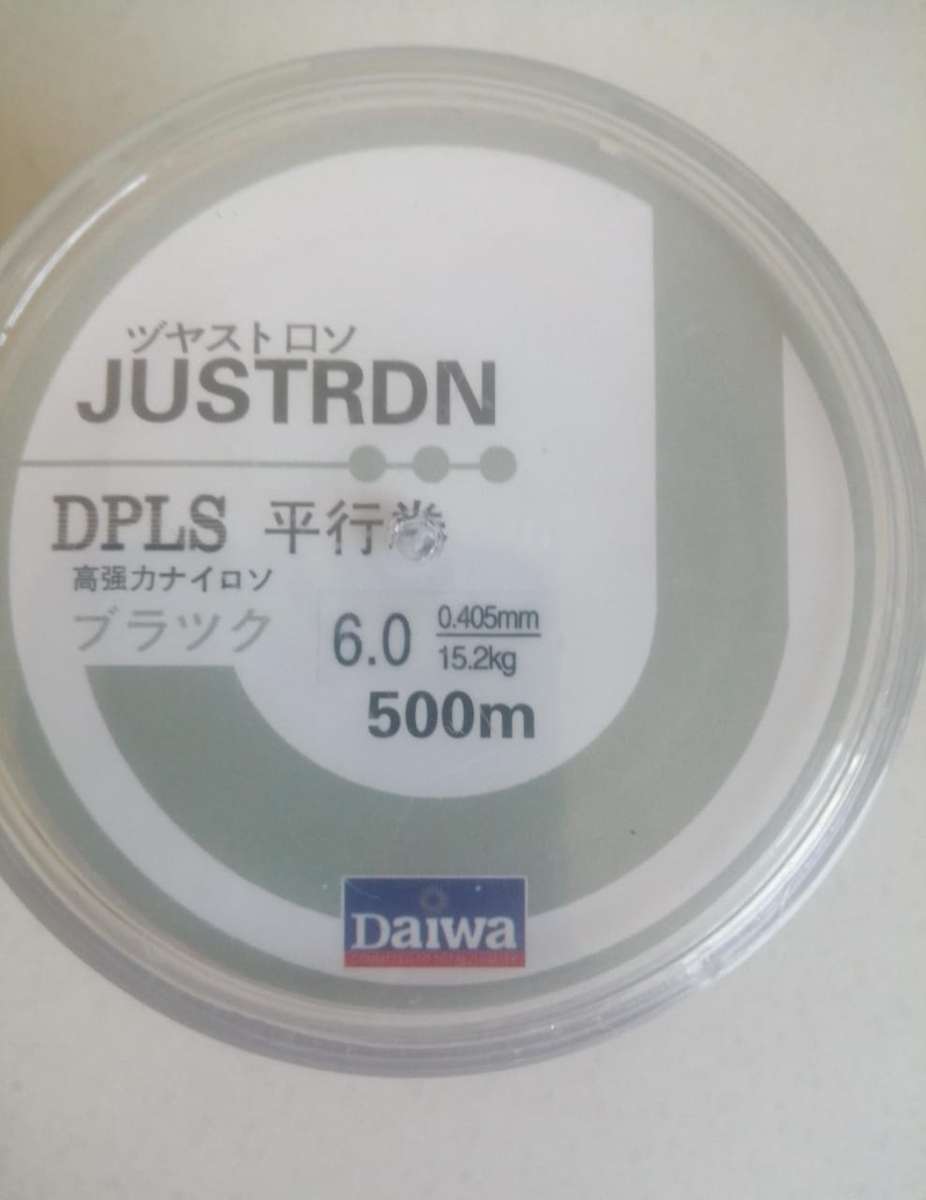 ヅヤストロソ
JUSTRDN
DPLS 平行巻
高强力ナイロソ
ブラツク
6.0 0.405mm
15.2kg
500m
Daiwa